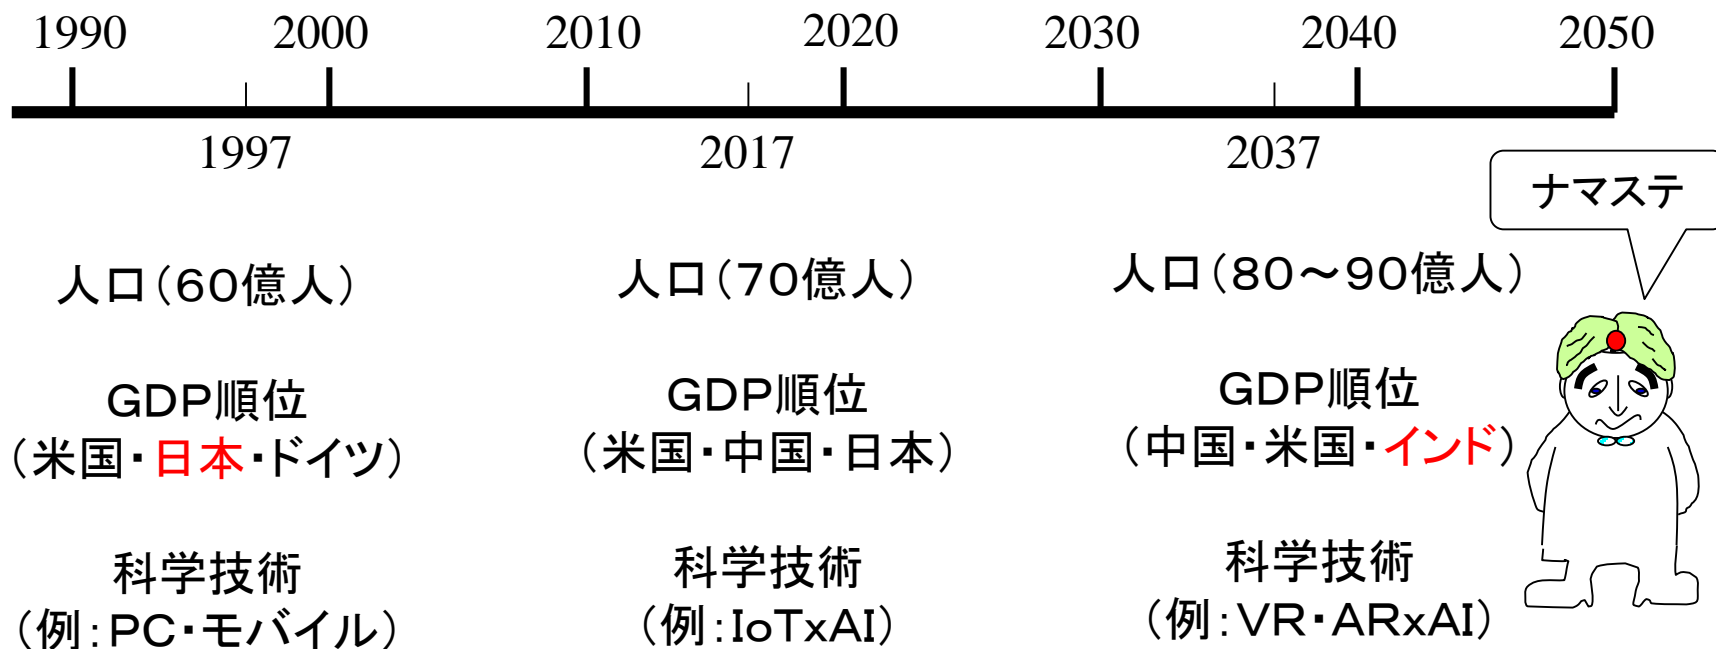 1990 2000 2010 2020 2030 2040 2050
1997 2017 2037
ナマステ
人口（60億人）
GDP順位
（米国・日本・ドイツ）
科学技術
（例：PC・モバイル）
人口（70億人）
GDP順位
（米国・中国・日本）
科学技術
（例：IoTxAI）
人口（80～90億人）
GDP順位
（中国・米国・インド）
科学技術
（例：VR・ARxAI）